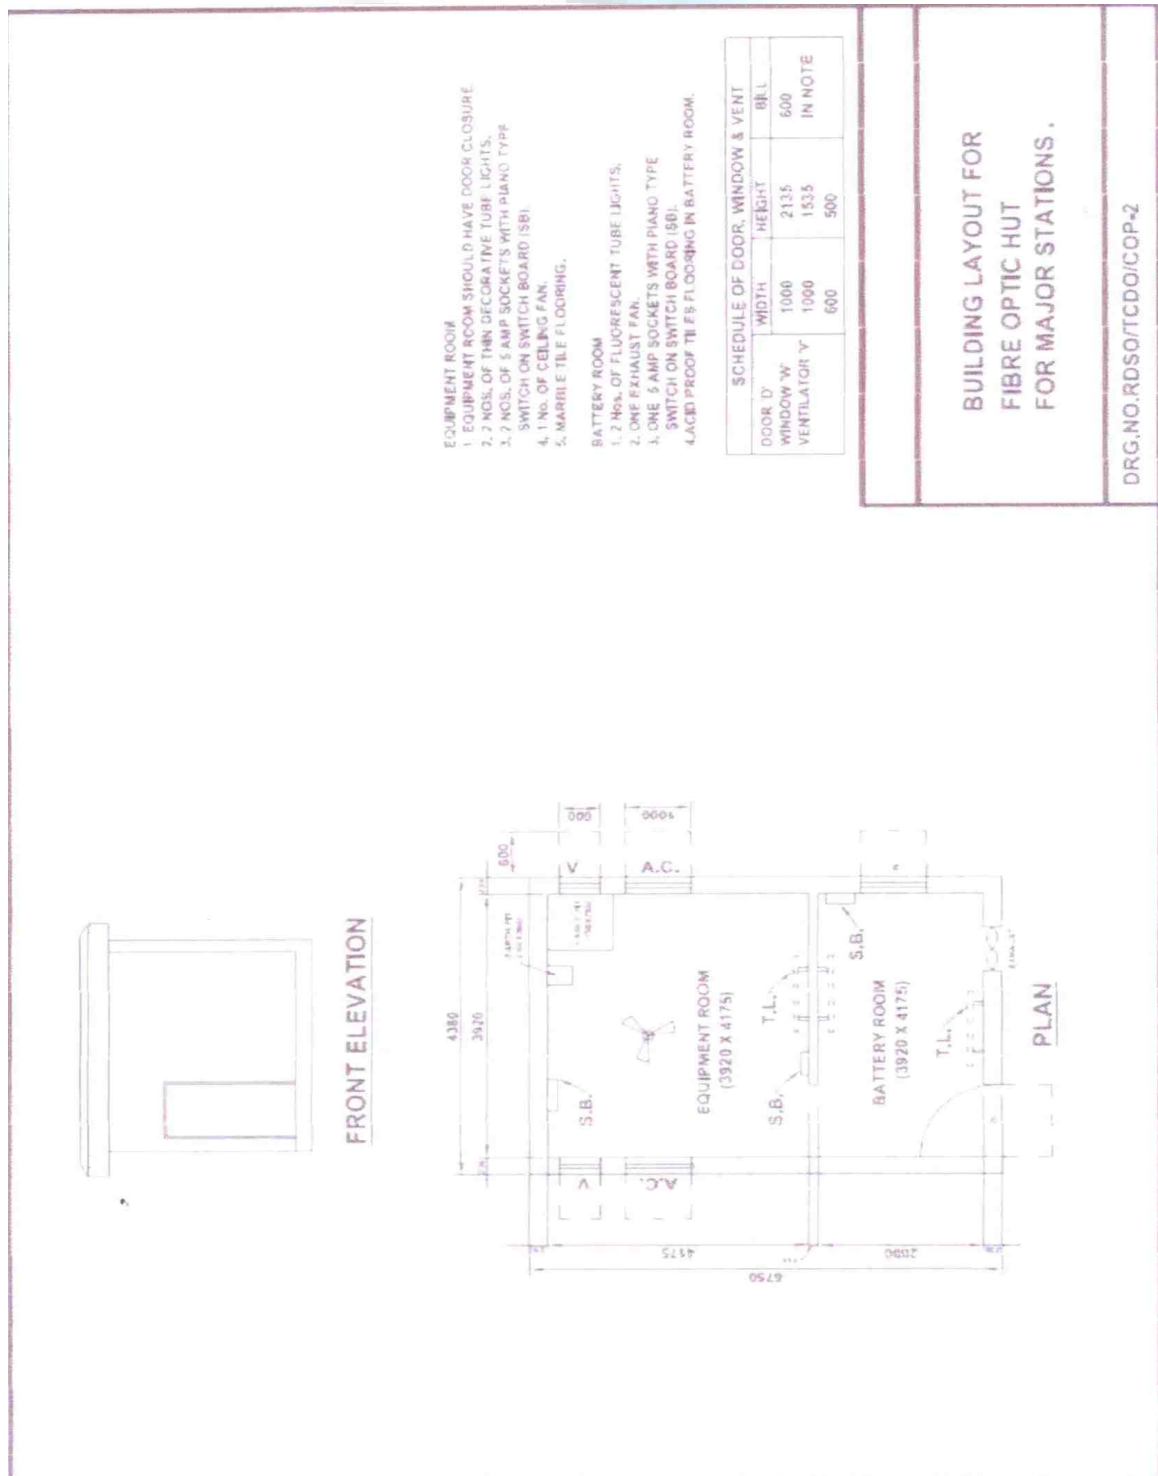 EQUIPMENT ROOM
1 EQUIPMENT ROOM SHOULD HAVE DOOR CLOSURE.
2. 2 NOS. OF THIN DECORATIVE TUBE LIGHTS.
3. 2 NOS. OF 5 AMP SOCKETS WITH PIANO TYPE
SWITCH ON SWITCH BOARD (SB).
4. 1 No. OF CEILING FAN.
5. MARBLE TILE FLOORING.
BATTERY ROOM
1. 2 Nos. OF FLUORESCENT TUBE LIGHTS.
2. ONE EXHAUST FAN.
3. ONE 5 AMP SOCKETS WITH PIANO TYPE
SWITCH ON SWITCH BOARD (SB).
4. ACID PROOF TILES FLOORING IN BATTERY ROOM.
SCHEDULE OF DOOR, WINDOW & VENT
WIDTH HEIGHT BILL
DOOR 'D' 1000 2135 600
WINDOW 'W' 1000 1535 IN NOTE
VENTILATOR 'V' 600 500
BUILDING LAYOUT FOR
FIBRE OPTIC HUT
FOR MAJOR STATIONS.
DRG.NO.RDSO/TCDO/COP-2
FRONT ELEVATION
4380
3920
600
1000
V
A.C.
S.B.
EQUIPMENT ROOM
(3920 X 4175)
T.L.
S.B.
S.B.
BATTERY ROOM
(3920 X 4175)
T.L.
V
A.C.
4175
6750
PLAN